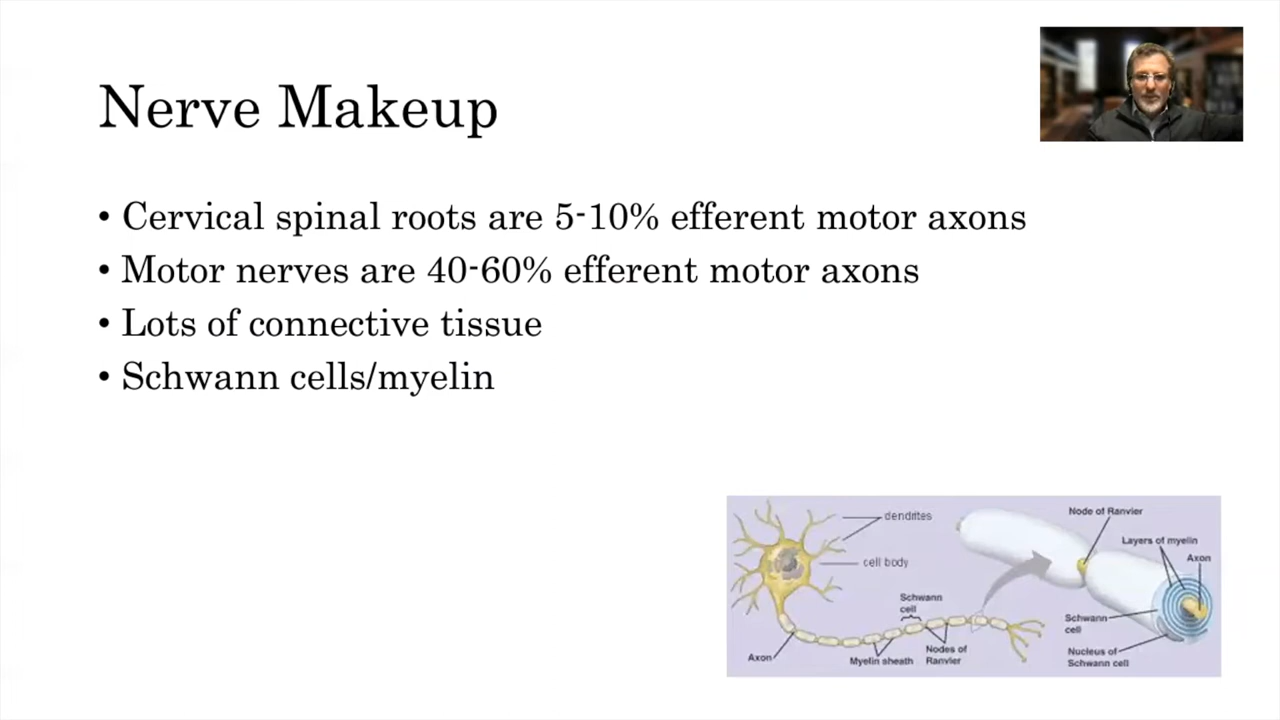 Nerve Makeup
• Cervical spinal roots are 5-10% efferent motor axons
• Motor nerves are 40-60% efferent motor axons
• Lots of connective tissue
• Schwann cells/myelin
dendrites
cell body
Schwann
cell
Axon
Myelin sheath
Nodes of
Ranvier
Node of Ranvier
Layers of myelin
Axon
Schwann
cell
Nucleus of
Schwann cell